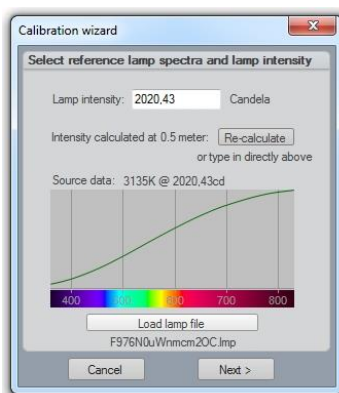 Calibration wizard
Select reference lamp spectra and lamp intensity
Lamp intensity: 2020,43 Candela
Intensity calculated at 0.5 meter: Re-calculate
or type in directly above
Source data: 3135K @ 2020,43cd
400 500 600 700 800
Load lamp file
F976N0uWnmcm2OC.lmp
Cancel Next >